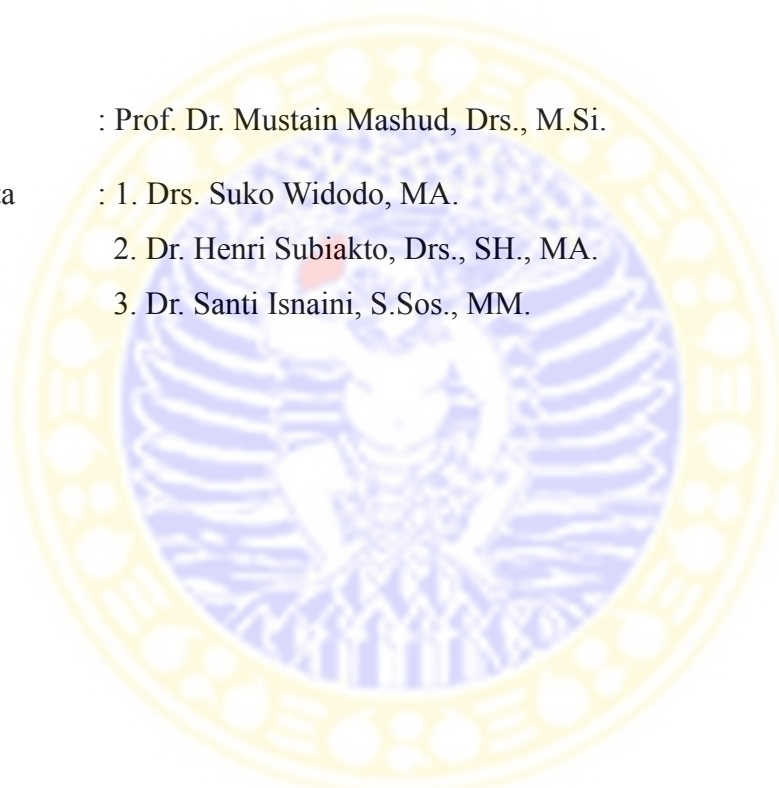 : Prof. Dr. Mustain Mashud, Drs., M.Si.
ta : 1. Drs. Suko Widodo, MA.
2. Dr. Henri Subiakto, Drs., SH., MA.
3. Dr. Santi Isnaini, S.Sos., MM.